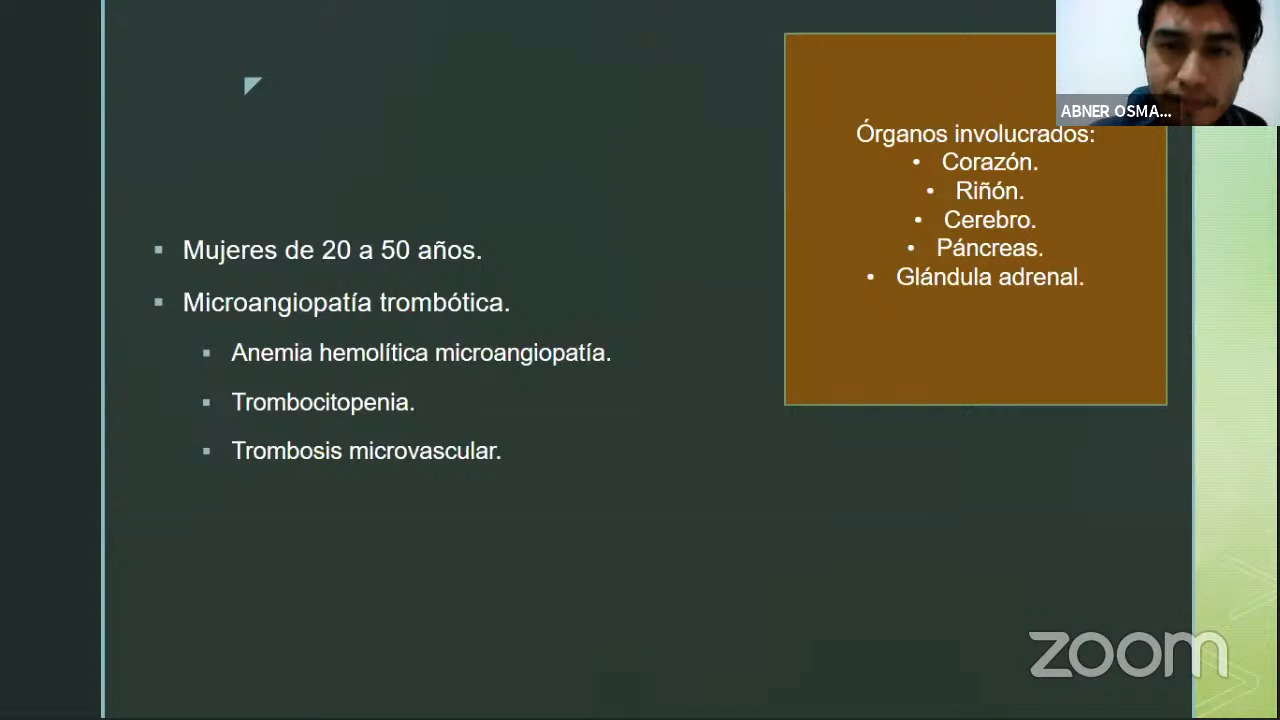 Mujeres de 20 a 50 años.
Microangiopatía trombótica.
Anemia hemolítica microangiopatía.
Trombocitopenia.
Trombosis microvascular.
Órganos involucrados:
Corazón.
Riñón.
Cerebro.
Páncreas.
Glándula adrenal.
ABNER OSMA...
zoom